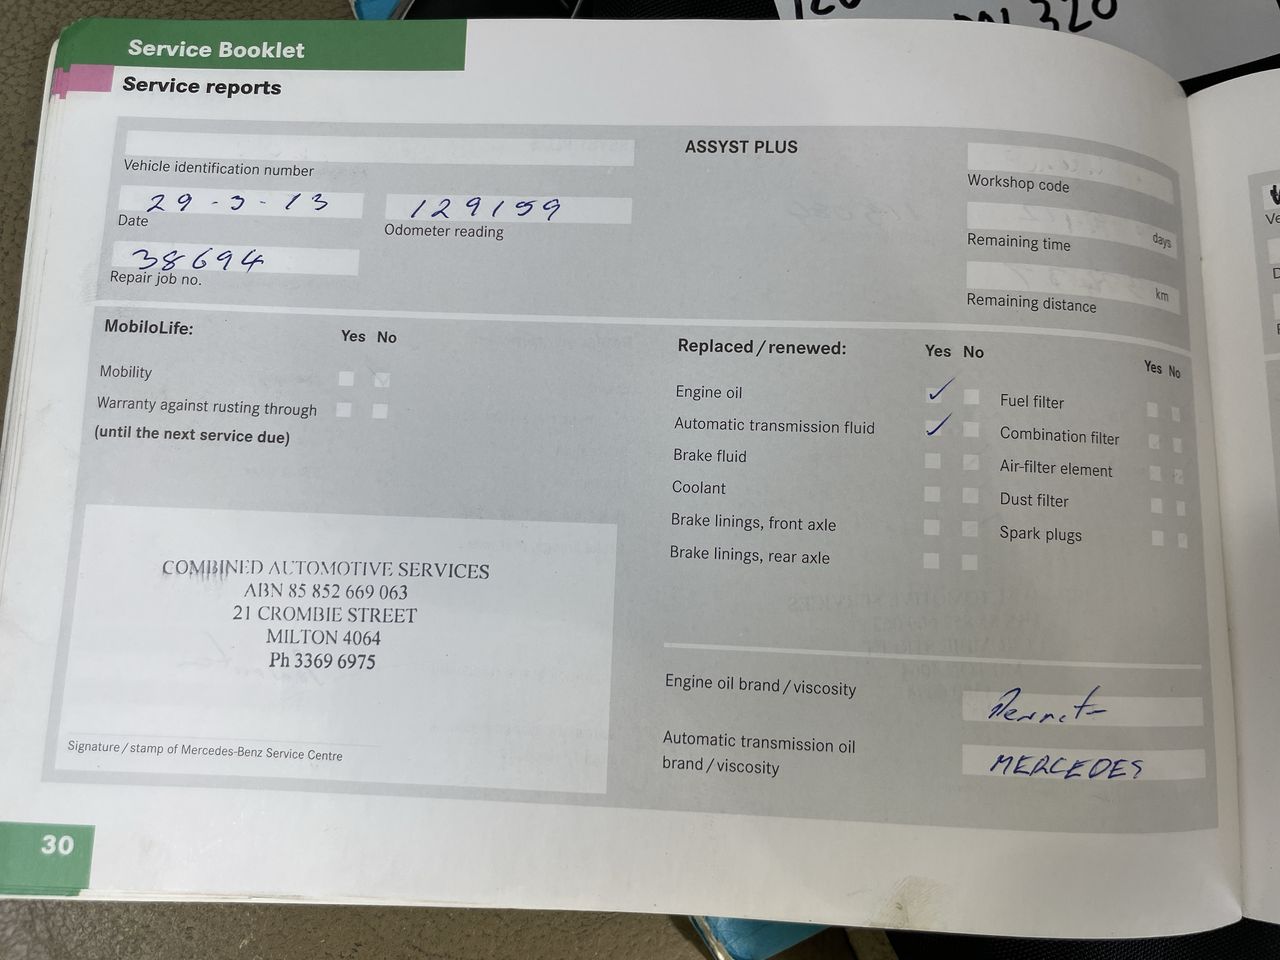 DN 320
Service Booklet
Service reports
Vehicle identification number
29-3-13
Date
129159
Odometer reading
38694
Repair job no.
ASSYST PLUS
Workshop code
days
Remaining time
km
Remaining distance
MobiloLife:
Yes No
Mobility
Warranty against rusting through
(until the next service due)
Replaced / renewed:
Yes No
Yes No
Engine oil
Automatic transmission fluid
Brake fluid
Coolant
Brake linings, front axle
Brake linings, rear axle
Fuel filter
Combination filter
Air-filter element
Dust filter
Spark plugs
COMBINED AUTOMOTIVE SERVICES
ABN 85 852 669 063
21 CROMBIE STREET
MILTON 4064
Ph 3369 6975
Signature / stamp of Mercedes-Benz Service Centre
Engine oil brand / viscosity
Automatic transmission oil
brand / viscosity
MERCEDES
30